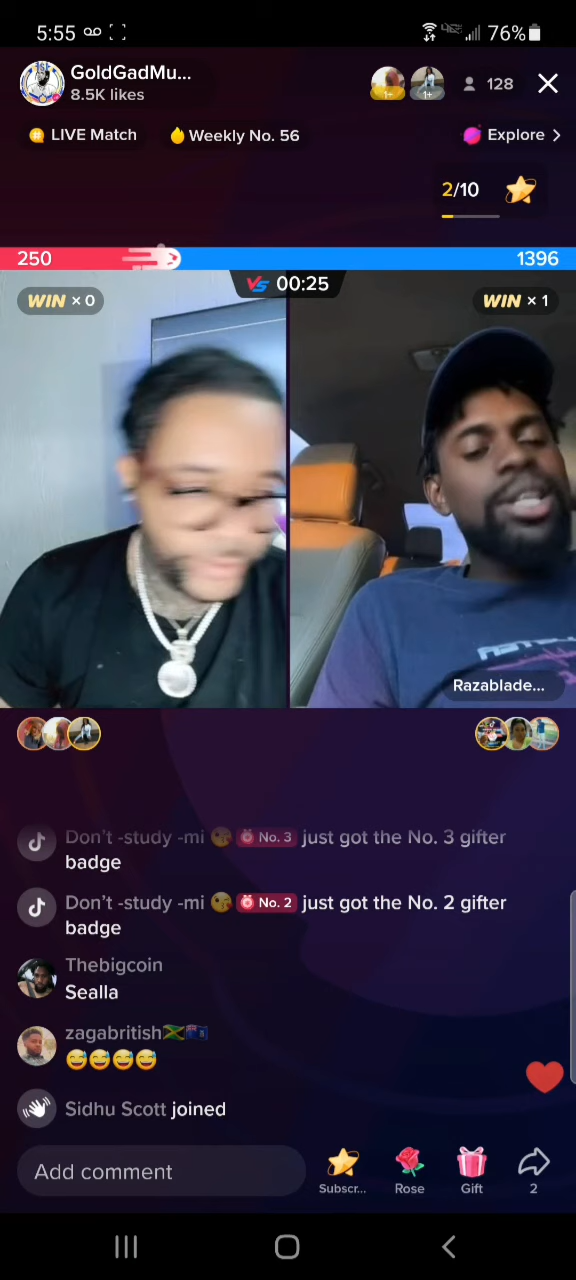 5:55
76%
GoldGadMu...
8.5K likes
1+
1+
128
LIVE Match
Weekly No. 56
Explore >
2/10
250
1396
VS 00:25
WIN × 0
WIN × 1
Razablade...
Don't -study -mi 😘 No. 3 just got the No. 3 gifter
badge
Don't -study -mi 😘 No. 2 just got the No. 2 gifter
badge
Thebigcoin
Sealla
zagabritish🇯🇲🇰🇾
😅😅😅😅
Sidhu Scott joined
Add comment
Subscr...
Rose
Gift
2